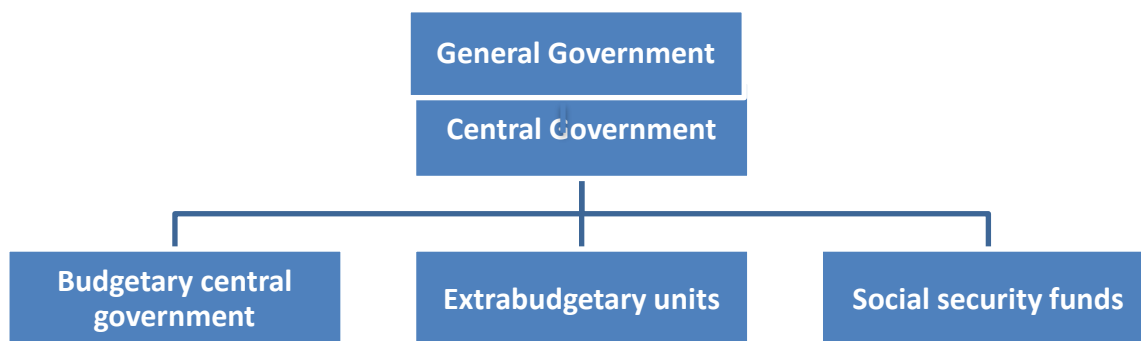 General Government
Central Government
Budgetary central
government
Extrabudgetary units
Social security funds